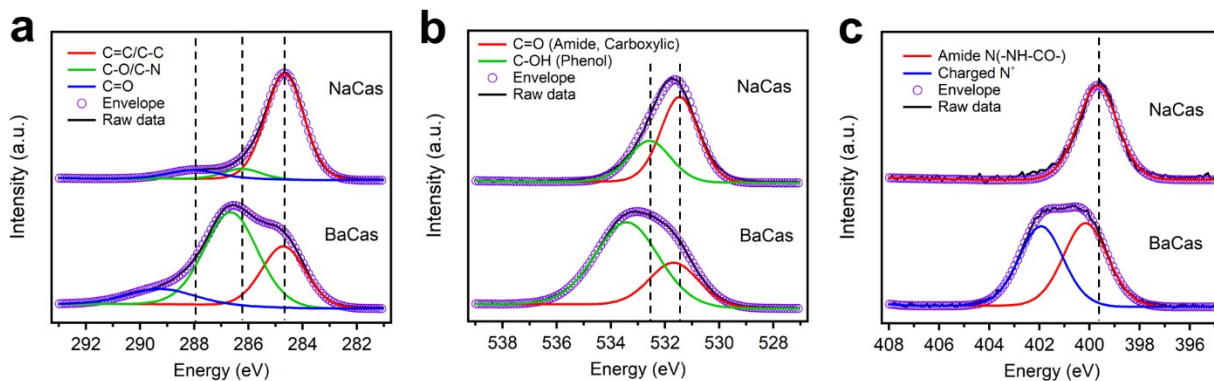 a
C=C/C-C
C-O/C-N
C=O
Envelope
Raw data
NaCas
BaCas
Intensity (a.u.)
292 290 288 286 284 282
Energy (eV)
b
C=O (Amide, Carboxylic)
C-OH (Phenol)
Envelope
Raw data
NaCas
BaCas
Intensity (a.u.)
538 536 534 532 530 528
Energy (eV)
c
Amide N(-NH-CO-)
Charged N⁺
Envelope
Raw data
NaCas
BaCas
Intensity (a.u.)
408 406 404 402 400 398 396
Energy (eV)